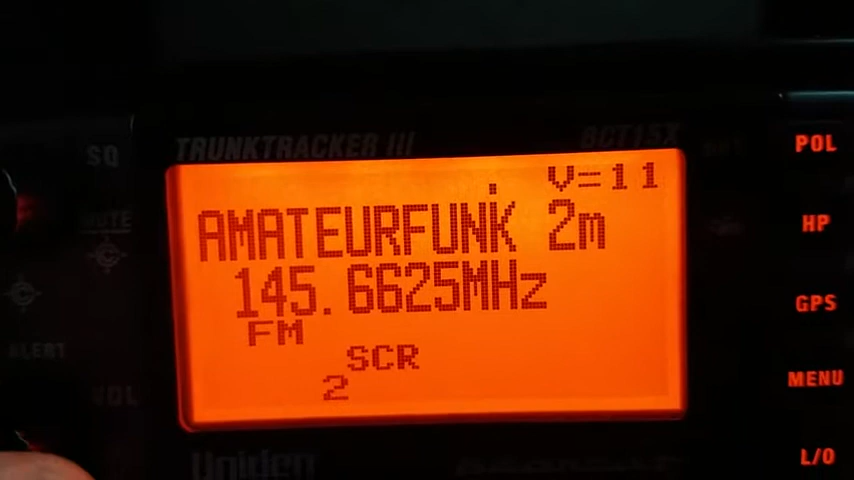 SQ
TRUNKTRACKER III
BCT15X
POL
V=11
MUTE
AMATEURFUNK 2m
HP
145.6625MHz
GPS
FM
ALERT
SCR
MENU
2
VOL
L/O
Uniden